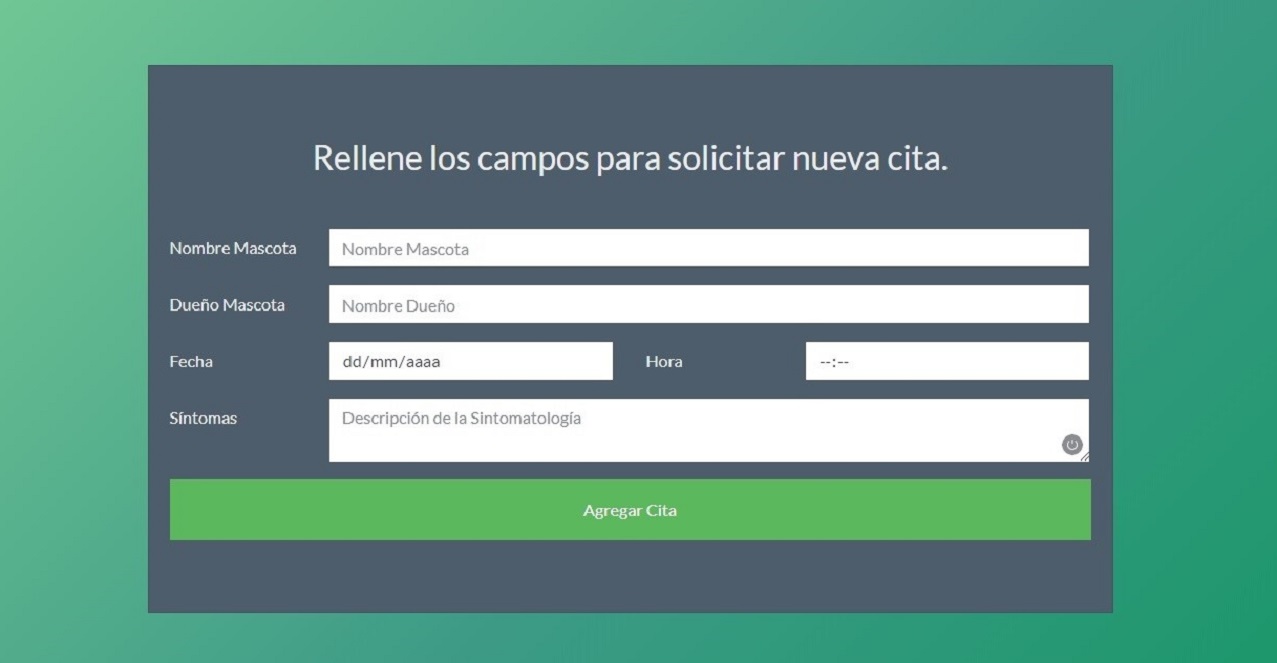 Rellene los campos para solicitar nueva cita.
Nombre Mascota Nombre Mascota
Dueño Mascota Nombre Dueño
Fecha dd/mm/aaaa Hora --:--
Síntomas Descripción de la Sintomatología
Agregar Cita